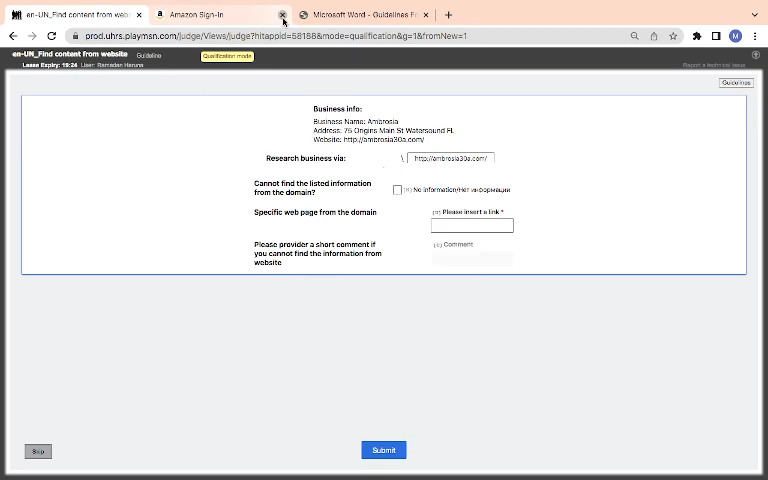 en-UN_Find content from webs
Amazon Sign-In
Microsoft Word - Guidelines Fo
prod.uhrs.playmsn.com/judge/Views/judge?hitappid=58188&mode=qualification&g=1&fromNew=1
M
en-UN_Find content from website
Guideline
Qualification mode
Lease Expiry: 19:24 User: Ramadan Haruna
Report a technical issue
Guidelines
Business info:
Business Name: Ambrosia
Address: 75 Origins Main St Watersound FL
Website: http://ambrosia30a.com/
Research business via:
\ http://ambrosia30a.com/
Cannot find the listed information
from the domain?
No information/Нет информации
Specific web page from the domain
Please insert a link *
Please provider a short comment if
you cannot find the information from
website
[c] Comment
Skip
Submit